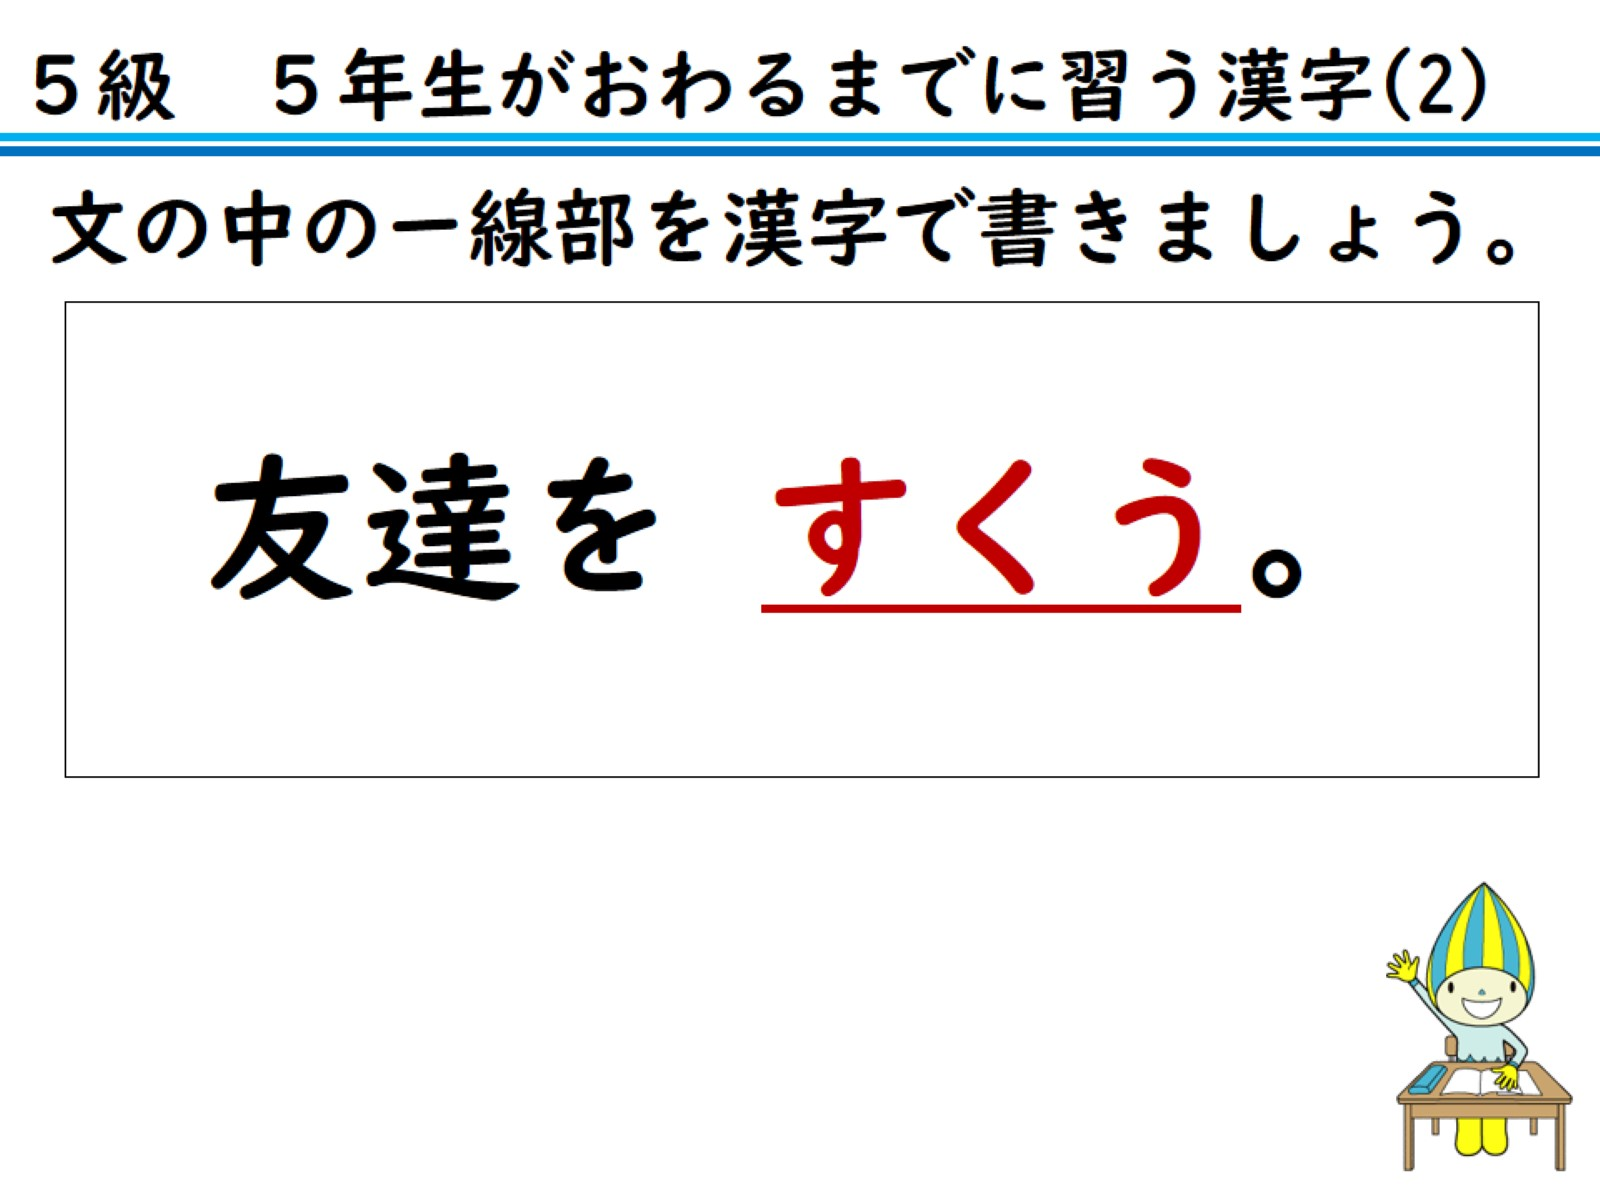 ５級　５年生がおわるまでに習う漢字(2)
文の中の一線部を漢字で書きましょう。
友達を　すくう。